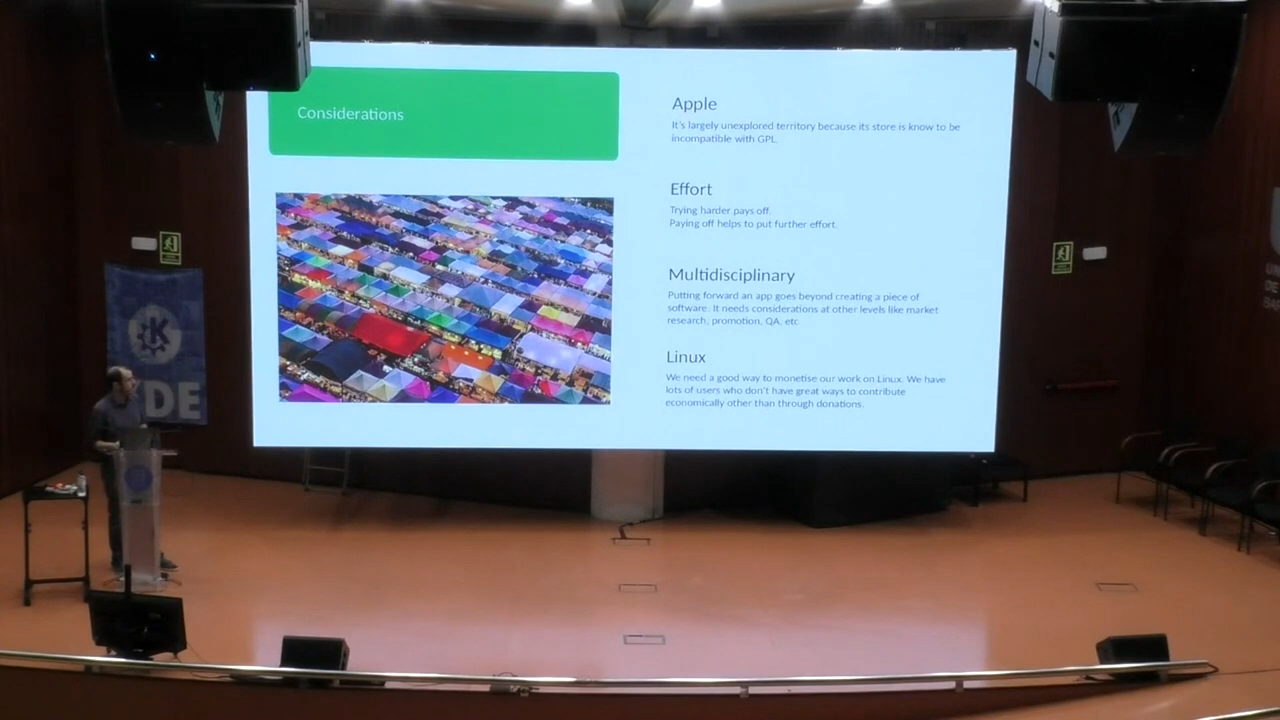 Considerations
Apple
It's largely unexplored territory because its store is know to be
incompatible with GPL.
Effort
Trying harder pays off.
Paying off helps to put further effort.
Multidisciplinary
Putting forward an app goes beyond creating a piece of
software. It needs considerations at other levels like market
research, promotion, QA, etc
Linux
We need a good way to monetise our work on Linux. We have
lots of users who don't have great ways to contribute
economically other than through donations.
K
DE